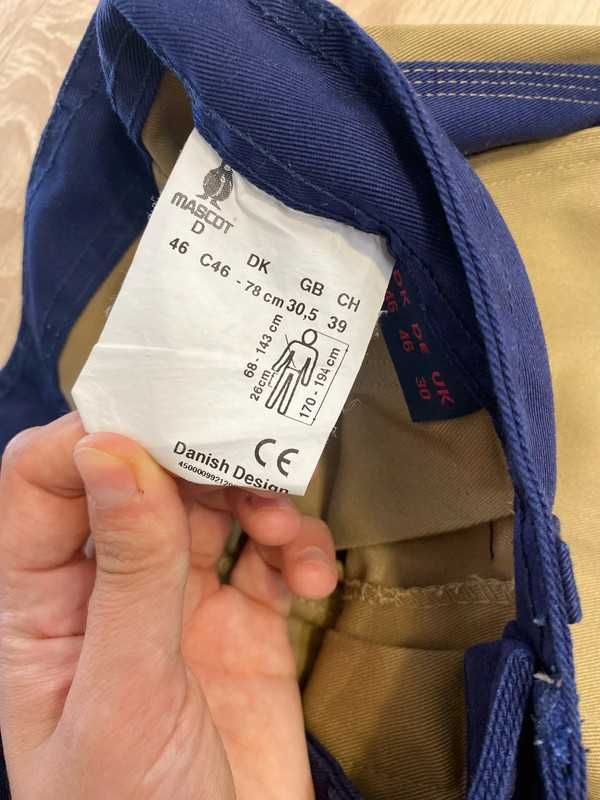 MASCOT®
D DK GB CH
46 C46 - 78 cm 30,5 39
68 - 143 cm
26cm
170 - 194 cm
CE
Danish Design
DK DE UK
46 46 30